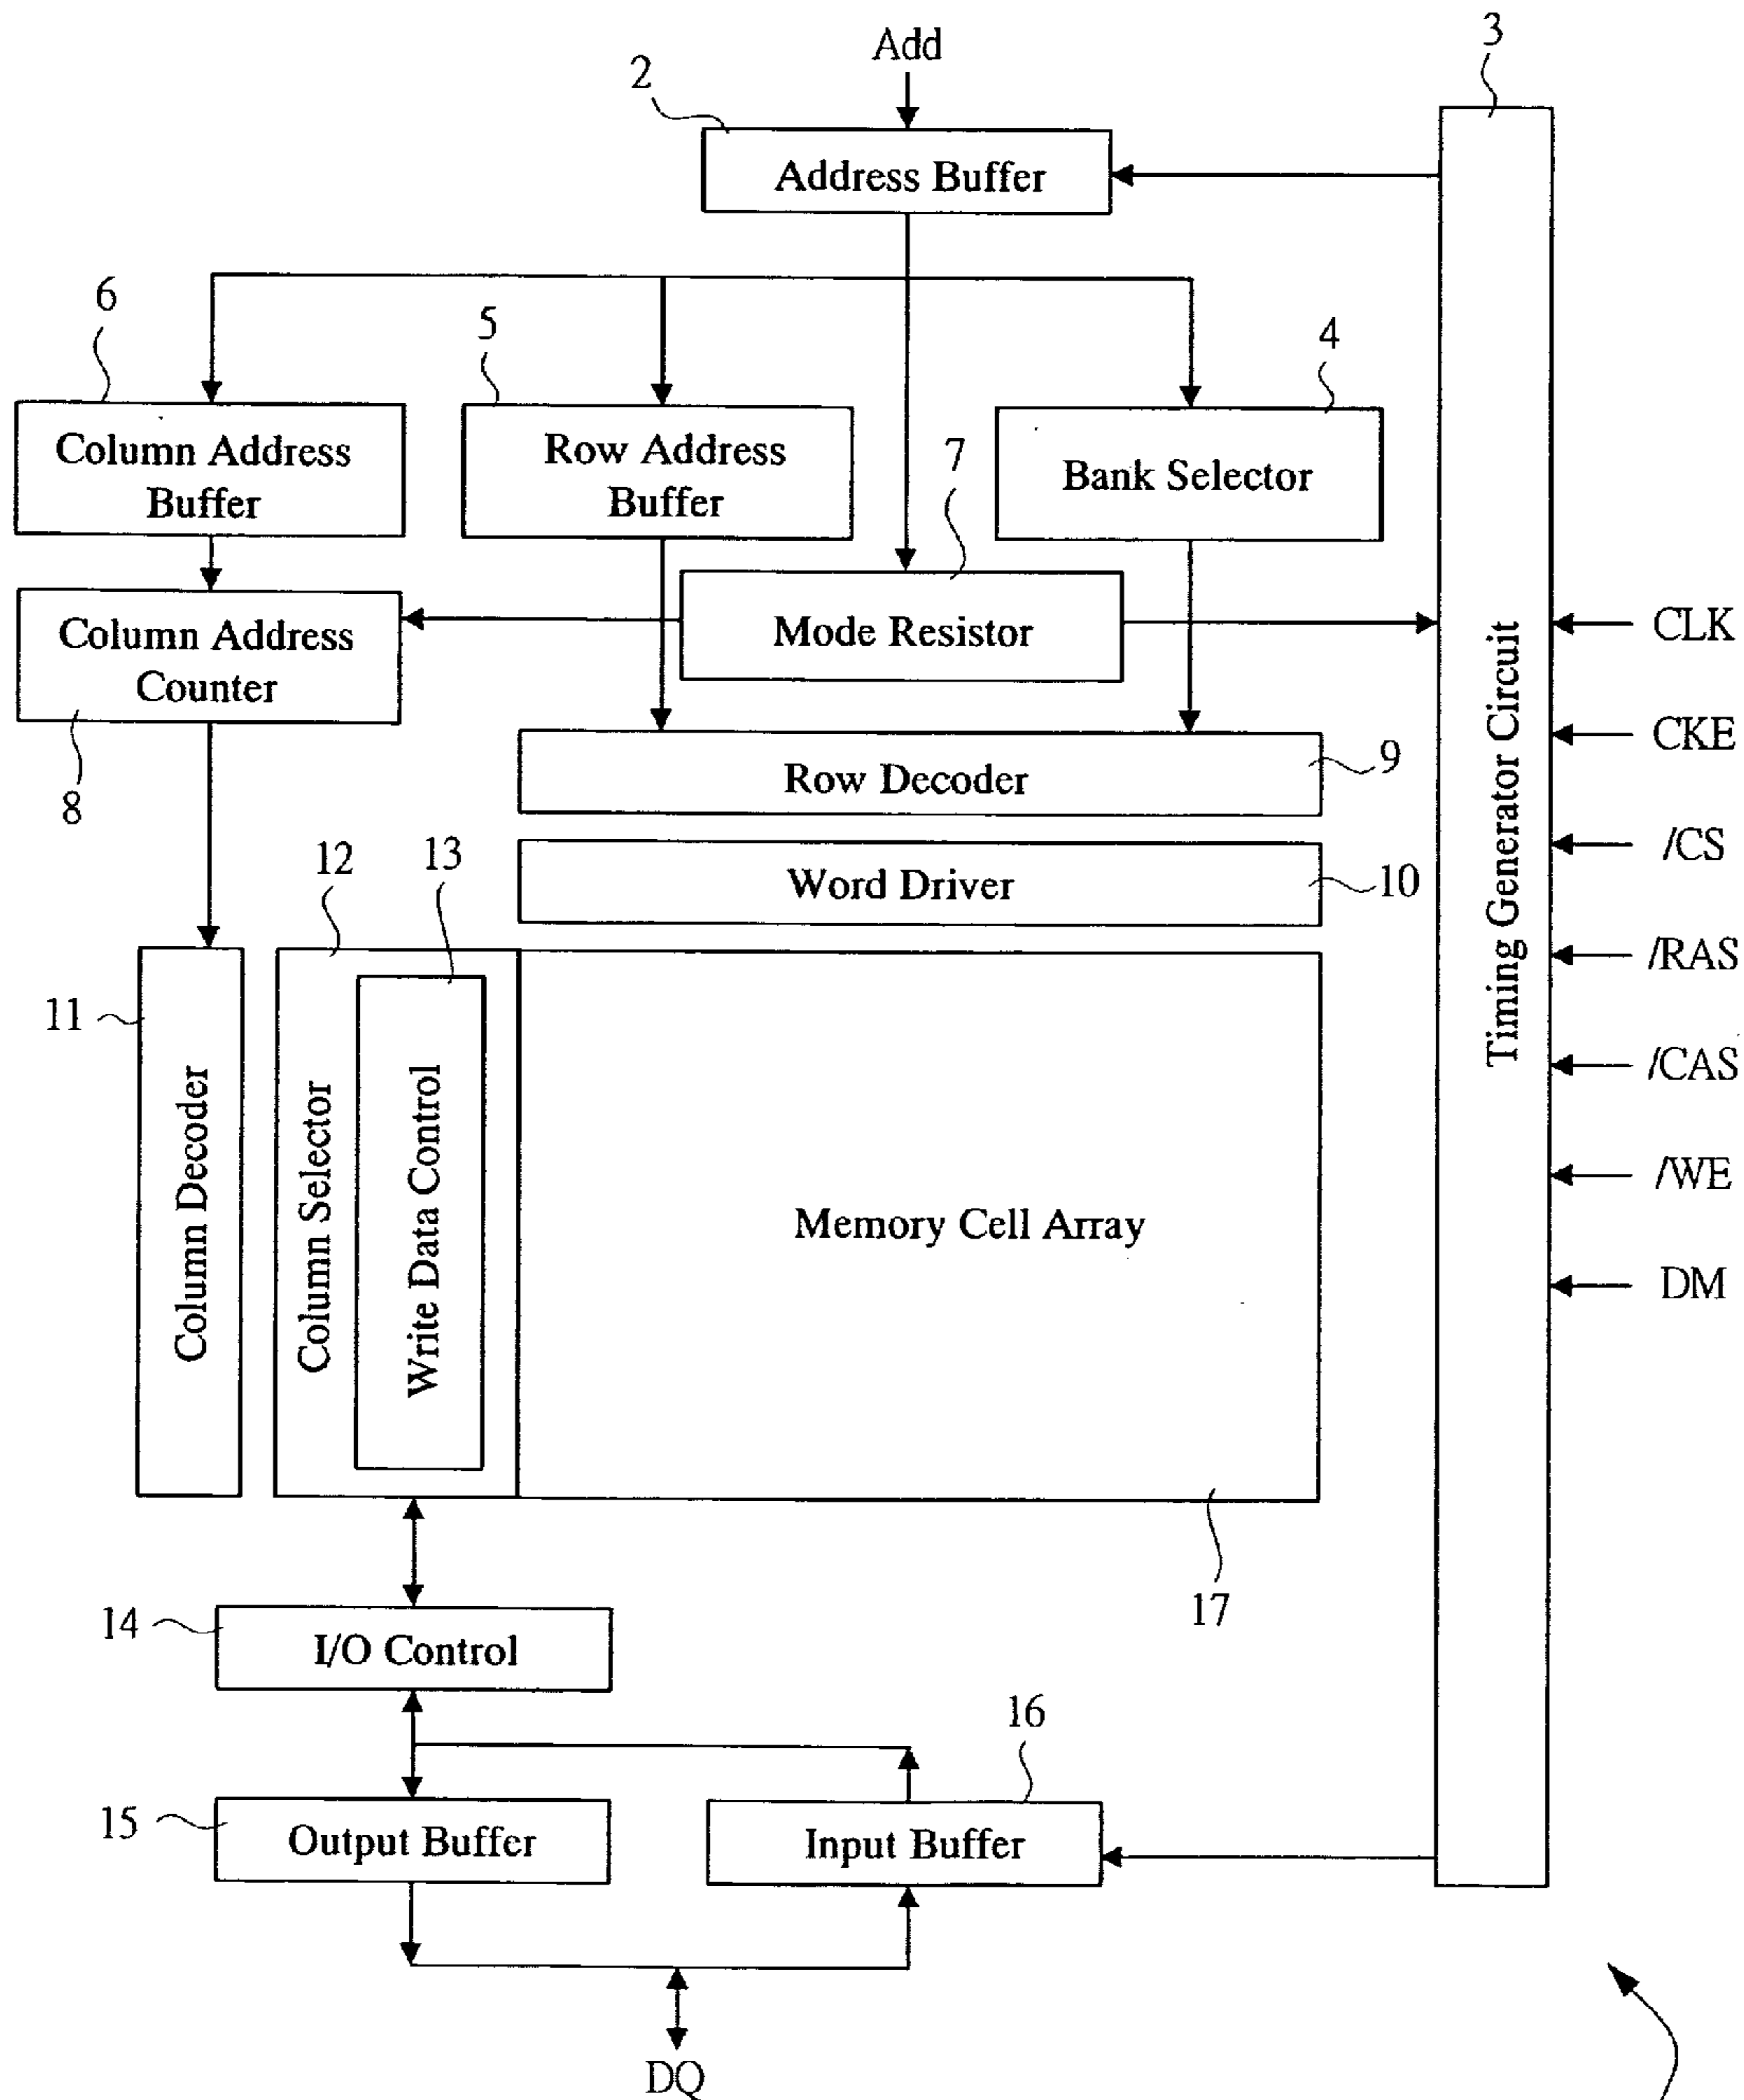 Add
3
2
Address Buffer
6
5
4
Column Address
Buffer
Row Address
Buffer
7
Bank Selector
Column Address
Counter
Mode Resistor
8
Row Decoder
9
12
13
Word Driver
10
11
Column Decoder
Column Selector
Write Data Control
Memory Cell Array
17
Timing Generator Circuit
CLK
CKE
/CS
/RAS
/CAS
/WE
DM
14
I/O Control
16
15
Output Buffer
Input Buffer
DQ